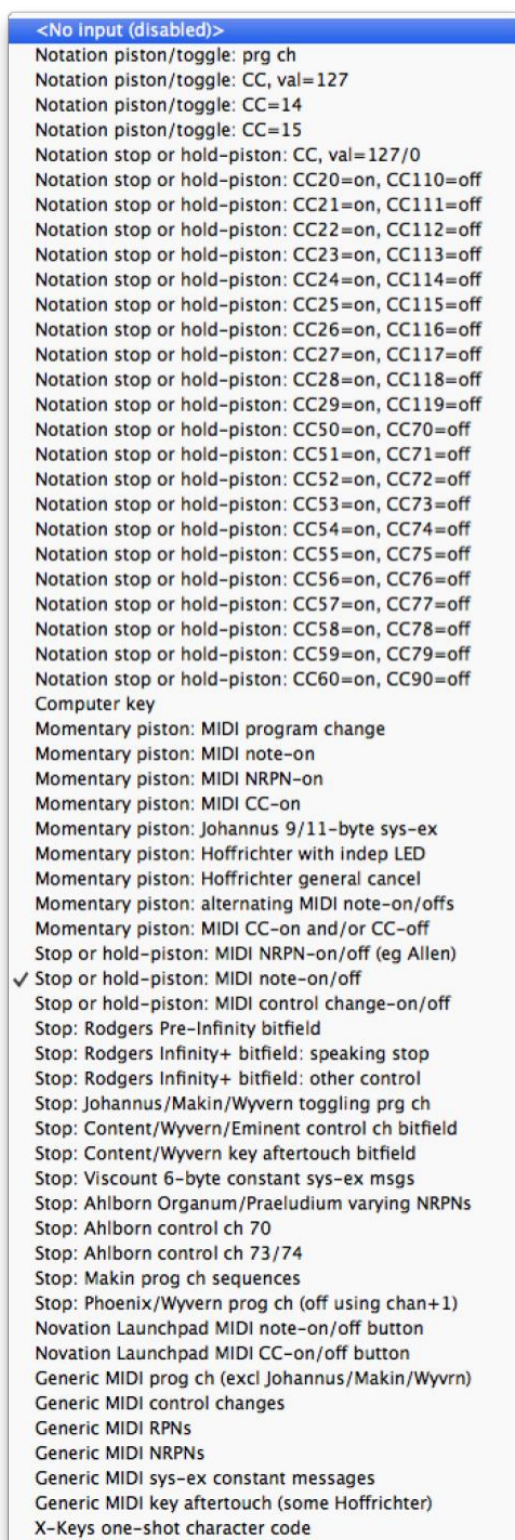 <No input (disabled)>
Notation piston/toggle: prg ch
Notation piston/toggle: CC, val=127
Notation piston/toggle: CC=14
Notation piston/toggle: CC=15
Notation stop or hold-piston: CC, val=127/0
Notation stop or hold-piston: CC20=on, CC110=off
Notation stop or hold-piston: CC21=on, CC111=off
Notation stop or hold-piston: CC22=on, CC112=off
Notation stop or hold-piston: CC23=on, CC113=off
Notation stop or hold-piston: CC24=on, CC114=off
Notation stop or hold-piston: CC25=on, CC115=off
Notation stop or hold-piston: CC26=on, CC116=off
Notation stop or hold-piston: CC27=on, CC117=off
Notation stop or hold-piston: CC28=on, CC118=off
Notation stop or hold-piston: CC29=on, CC119=off
Notation stop or hold-piston: CC50=on, CC70=off
Notation stop or hold-piston: CC51=on, CC71=off
Notation stop or hold-piston: CC52=on, CC72=off
Notation stop or hold-piston: CC53=on, CC73=off
Notation stop or hold-piston: CC54=on, CC74=off
Notation stop or hold-piston: CC55=on, CC75=off
Notation stop or hold-piston: CC56=on, CC76=off
Notation stop or hold-piston: CC57=on, CC77=off
Notation stop or hold-piston: CC58=on, CC78=off
Notation stop or hold-piston: CC59=on, CC79=off
Notation stop or hold-piston: CC60=on, CC90=off
Computer key
Momentary piston: MIDI program change
Momentary piston: MIDI note-on
Momentary piston: MIDI NRPN-on
Momentary piston: MIDI CC-on
Momentary piston: Johannus 9/11-byte sys-ex
Momentary piston: Hoffrichter with indep LED
Momentary piston: Hoffrichter general cancel
Momentary piston: alternating MIDI note-on/offs
Momentary piston: MIDI CC-on and/or CC-off
Stop or hold-piston: MIDI NRPN-on/off (eg Allen)
✓ Stop or hold-piston: MIDI note-on/off
Stop or hold-piston: MIDI control change-on/off
Stop: Rodgers Pre-Infinity bitfield
Stop: Rodgers Infinity+ bitfield: speaking stop
Stop: Rodgers Infinity+ bitfield: other control
Stop: Johannus/Makin/Wyvern toggling prg ch
Stop: Content/Wyvern/Eminent control ch bitfield
Stop: Content/Wyvern key aftertouch bitfield
Stop: Viscount 6-byte constant sys-ex msgs
Stop: Ahlborn Organum/Praeludium varying NRPNs
Stop: Ahlborn control ch 70
Stop: Ahlborn control ch 73/74
Stop: Makin prog ch sequences
Stop: Phoenix/Wyvern prog ch (off using chan+1)
Novation Launchpad MIDI note-on/off button
Novation Launchpad MIDI CC-on/off button
Generic MIDI prog ch (excl Johannus/Makin/Wyvrn)
Generic MIDI control changes
Generic MIDI RPNs
Generic MIDI NRPNs
Generic MIDI sys-ex constant messages
Generic MIDI key aftertouch (some Hoffrichter)
X-Keys one-shot character code